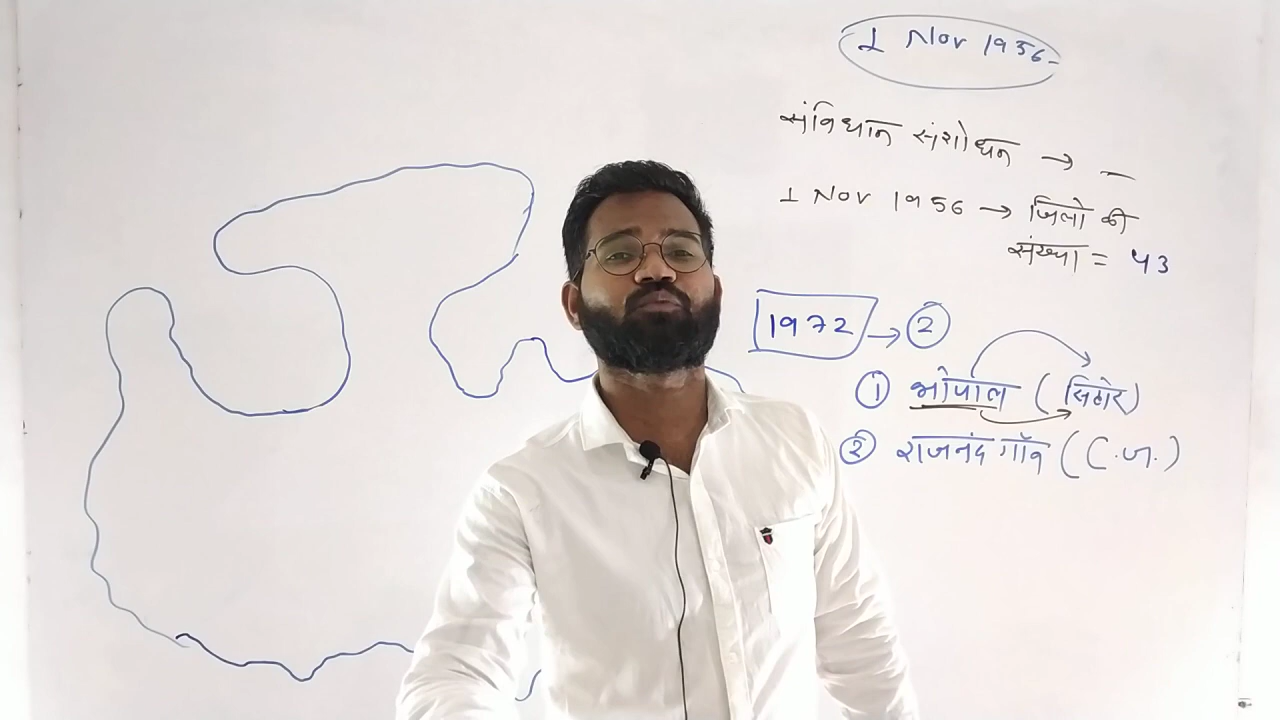 1 Nov 1956
संविधान संशोधन → –
1 Nov 1956 → जिलो की
संख्या = 43
1972 → ②
① भोपाल (सिहोर)
② राजनंदगाँव (C.G.)